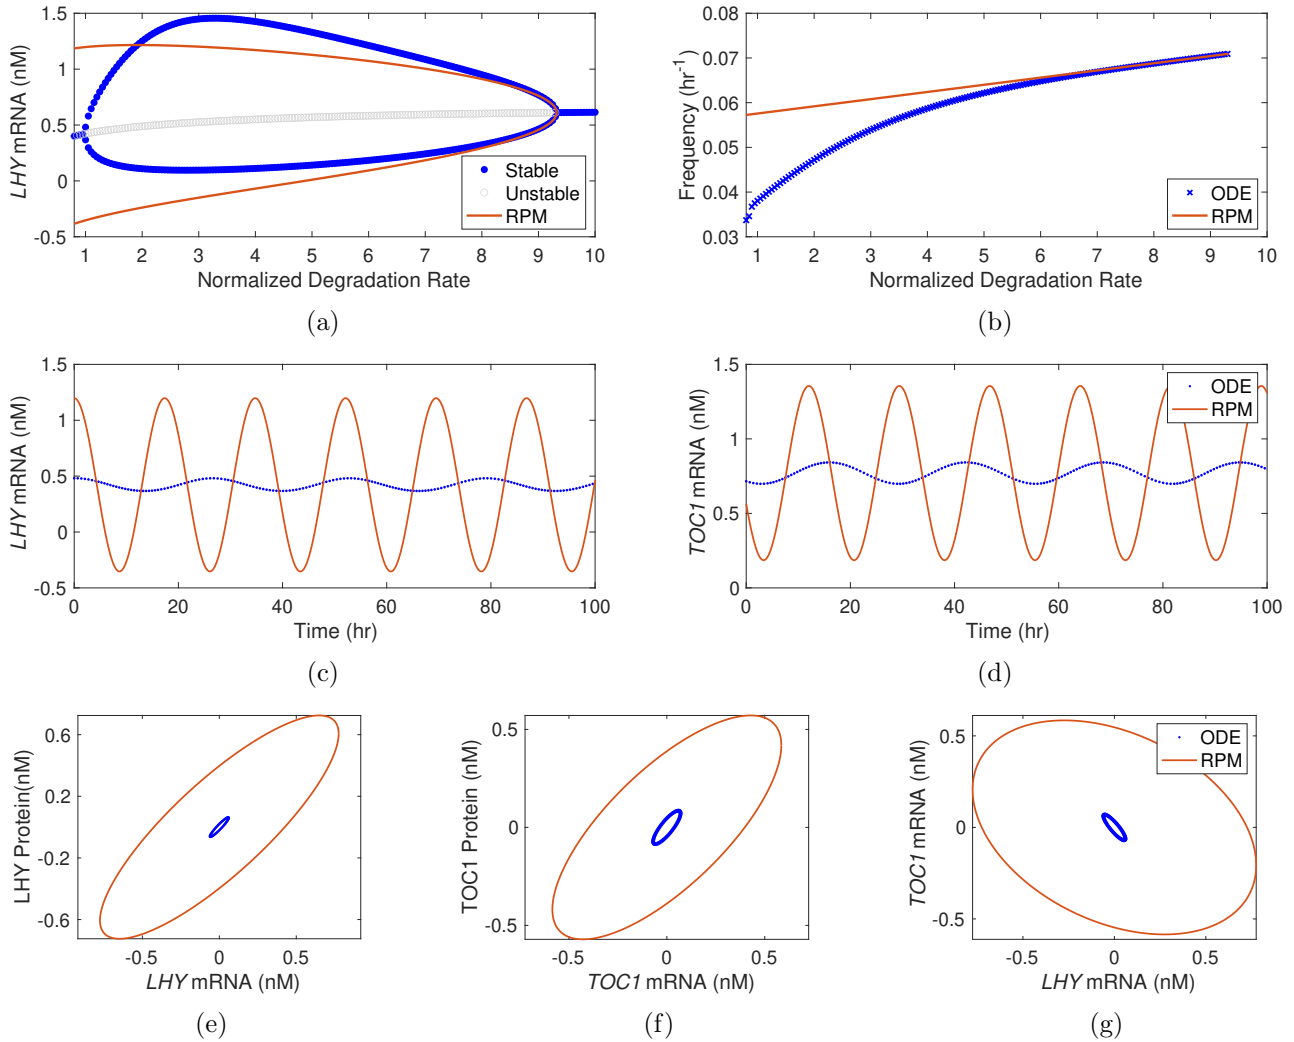 LHY mRNA (nM)
1.5
1
0.5
0
-0.5
1 2 3 4 5 6 7 8 9 10
Normalized Degradation Rate
Stable
Unstable
RPM
(a)
Frequency (hr-1)
0.08
0.07
0.06
0.05
0.04
0.03
1 2 3 4 5 6 7 8 9 10
Normalized Degradation Rate
ODE
RPM
(b)
LHY mRNA (nM)
1.5
1
0.5
0
-0.5
0 20 40 60 80 100
Time (hr)
(c)
TOC1 mRNA (nM)
1.5
1
0.5
0
0 20 40 60 80 100
Time (hr)
ODE
RPM
(d)
LHY Protein(nM)
0.6
0.2
-0.2
-0.6
-0.5 0 0.5
LHY mRNA (nM)
(e)
TOC1 Protein (nM)
0.5
0
-0.5
-0.5 0 0.5
TOC1 mRNA (nM)
(f)
TOC1 mRNA (nM)
0.5
0
-0.5
-0.5 0 0.5
LHY mRNA (nM)
ODE
RPM
(g)